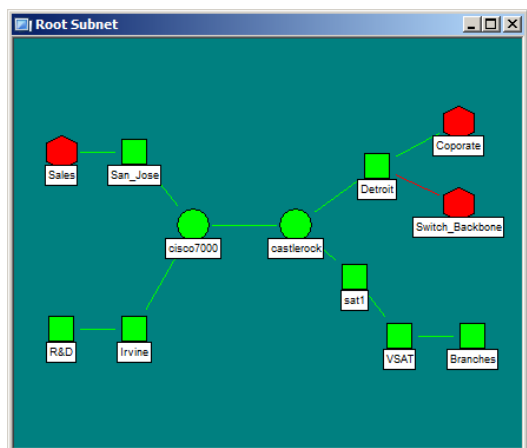 Root Subnet
Coporate
Sales
San_Jose
Detroit
Switch_Backbone
cisco7000
castlerock
sat1
R&D
Irvine
VSAT
Branches